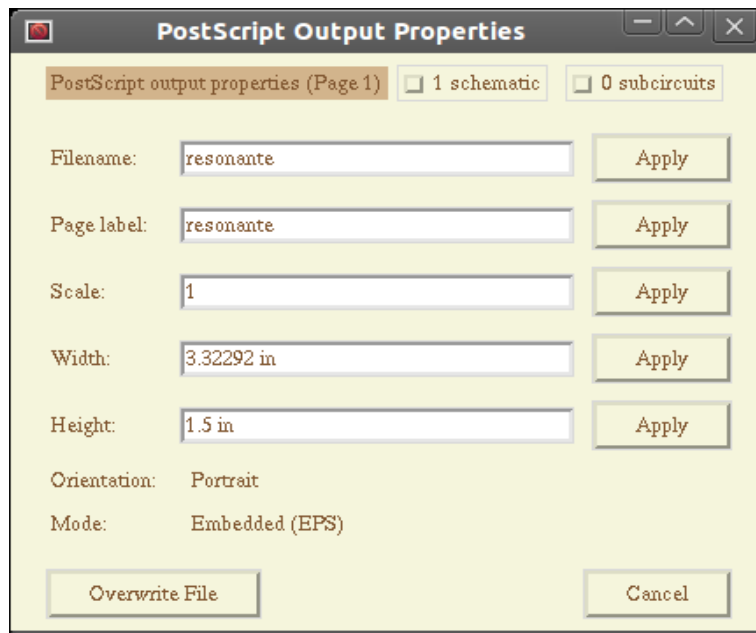 PostScript Output Properties
PostScript output properties (Page 1) 1 schematic 0 subcircuits
Filename: resonante Apply
Page label: resonante Apply
Scale: 1 Apply
Width: 3.32292 in Apply
Height: 1.5 in Apply
Orientation: Portrait
Mode: Embedded (EPS)
Overwrite File Cancel